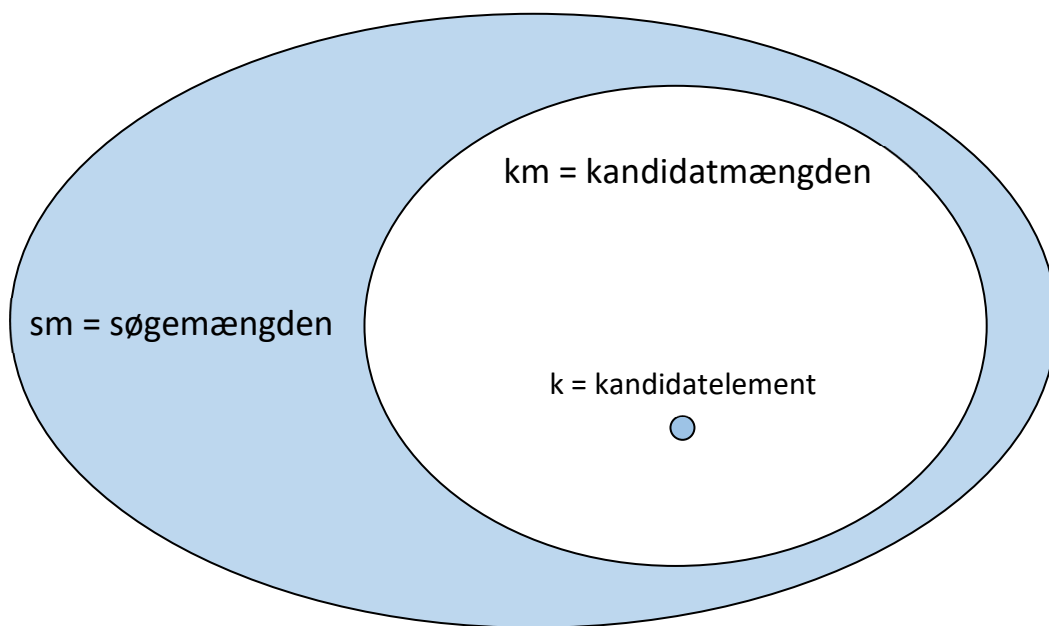 km = kandidatmængden
sm = søgemængden
k = kandidatelement